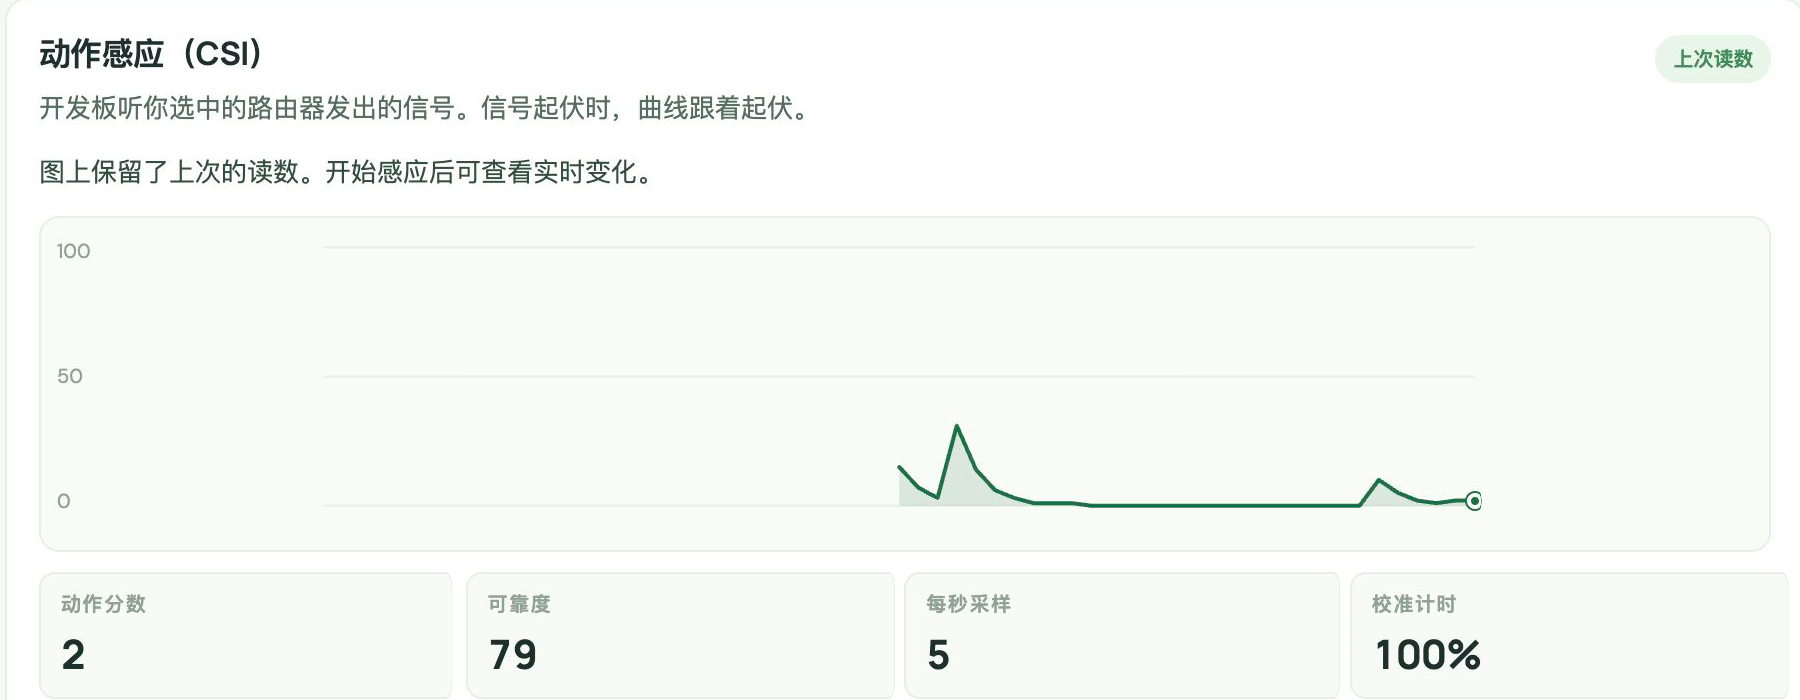 动作感应（CSI）
上次读数
开发板听你选中的路由器发出的信号。信号起伏时，曲线跟着起伏。
图上保留了上次的读数。开始感应后可查看实时变化。
100
50
0
动作分数
2
可靠度
79
每秒采样
5
校准计时
100%